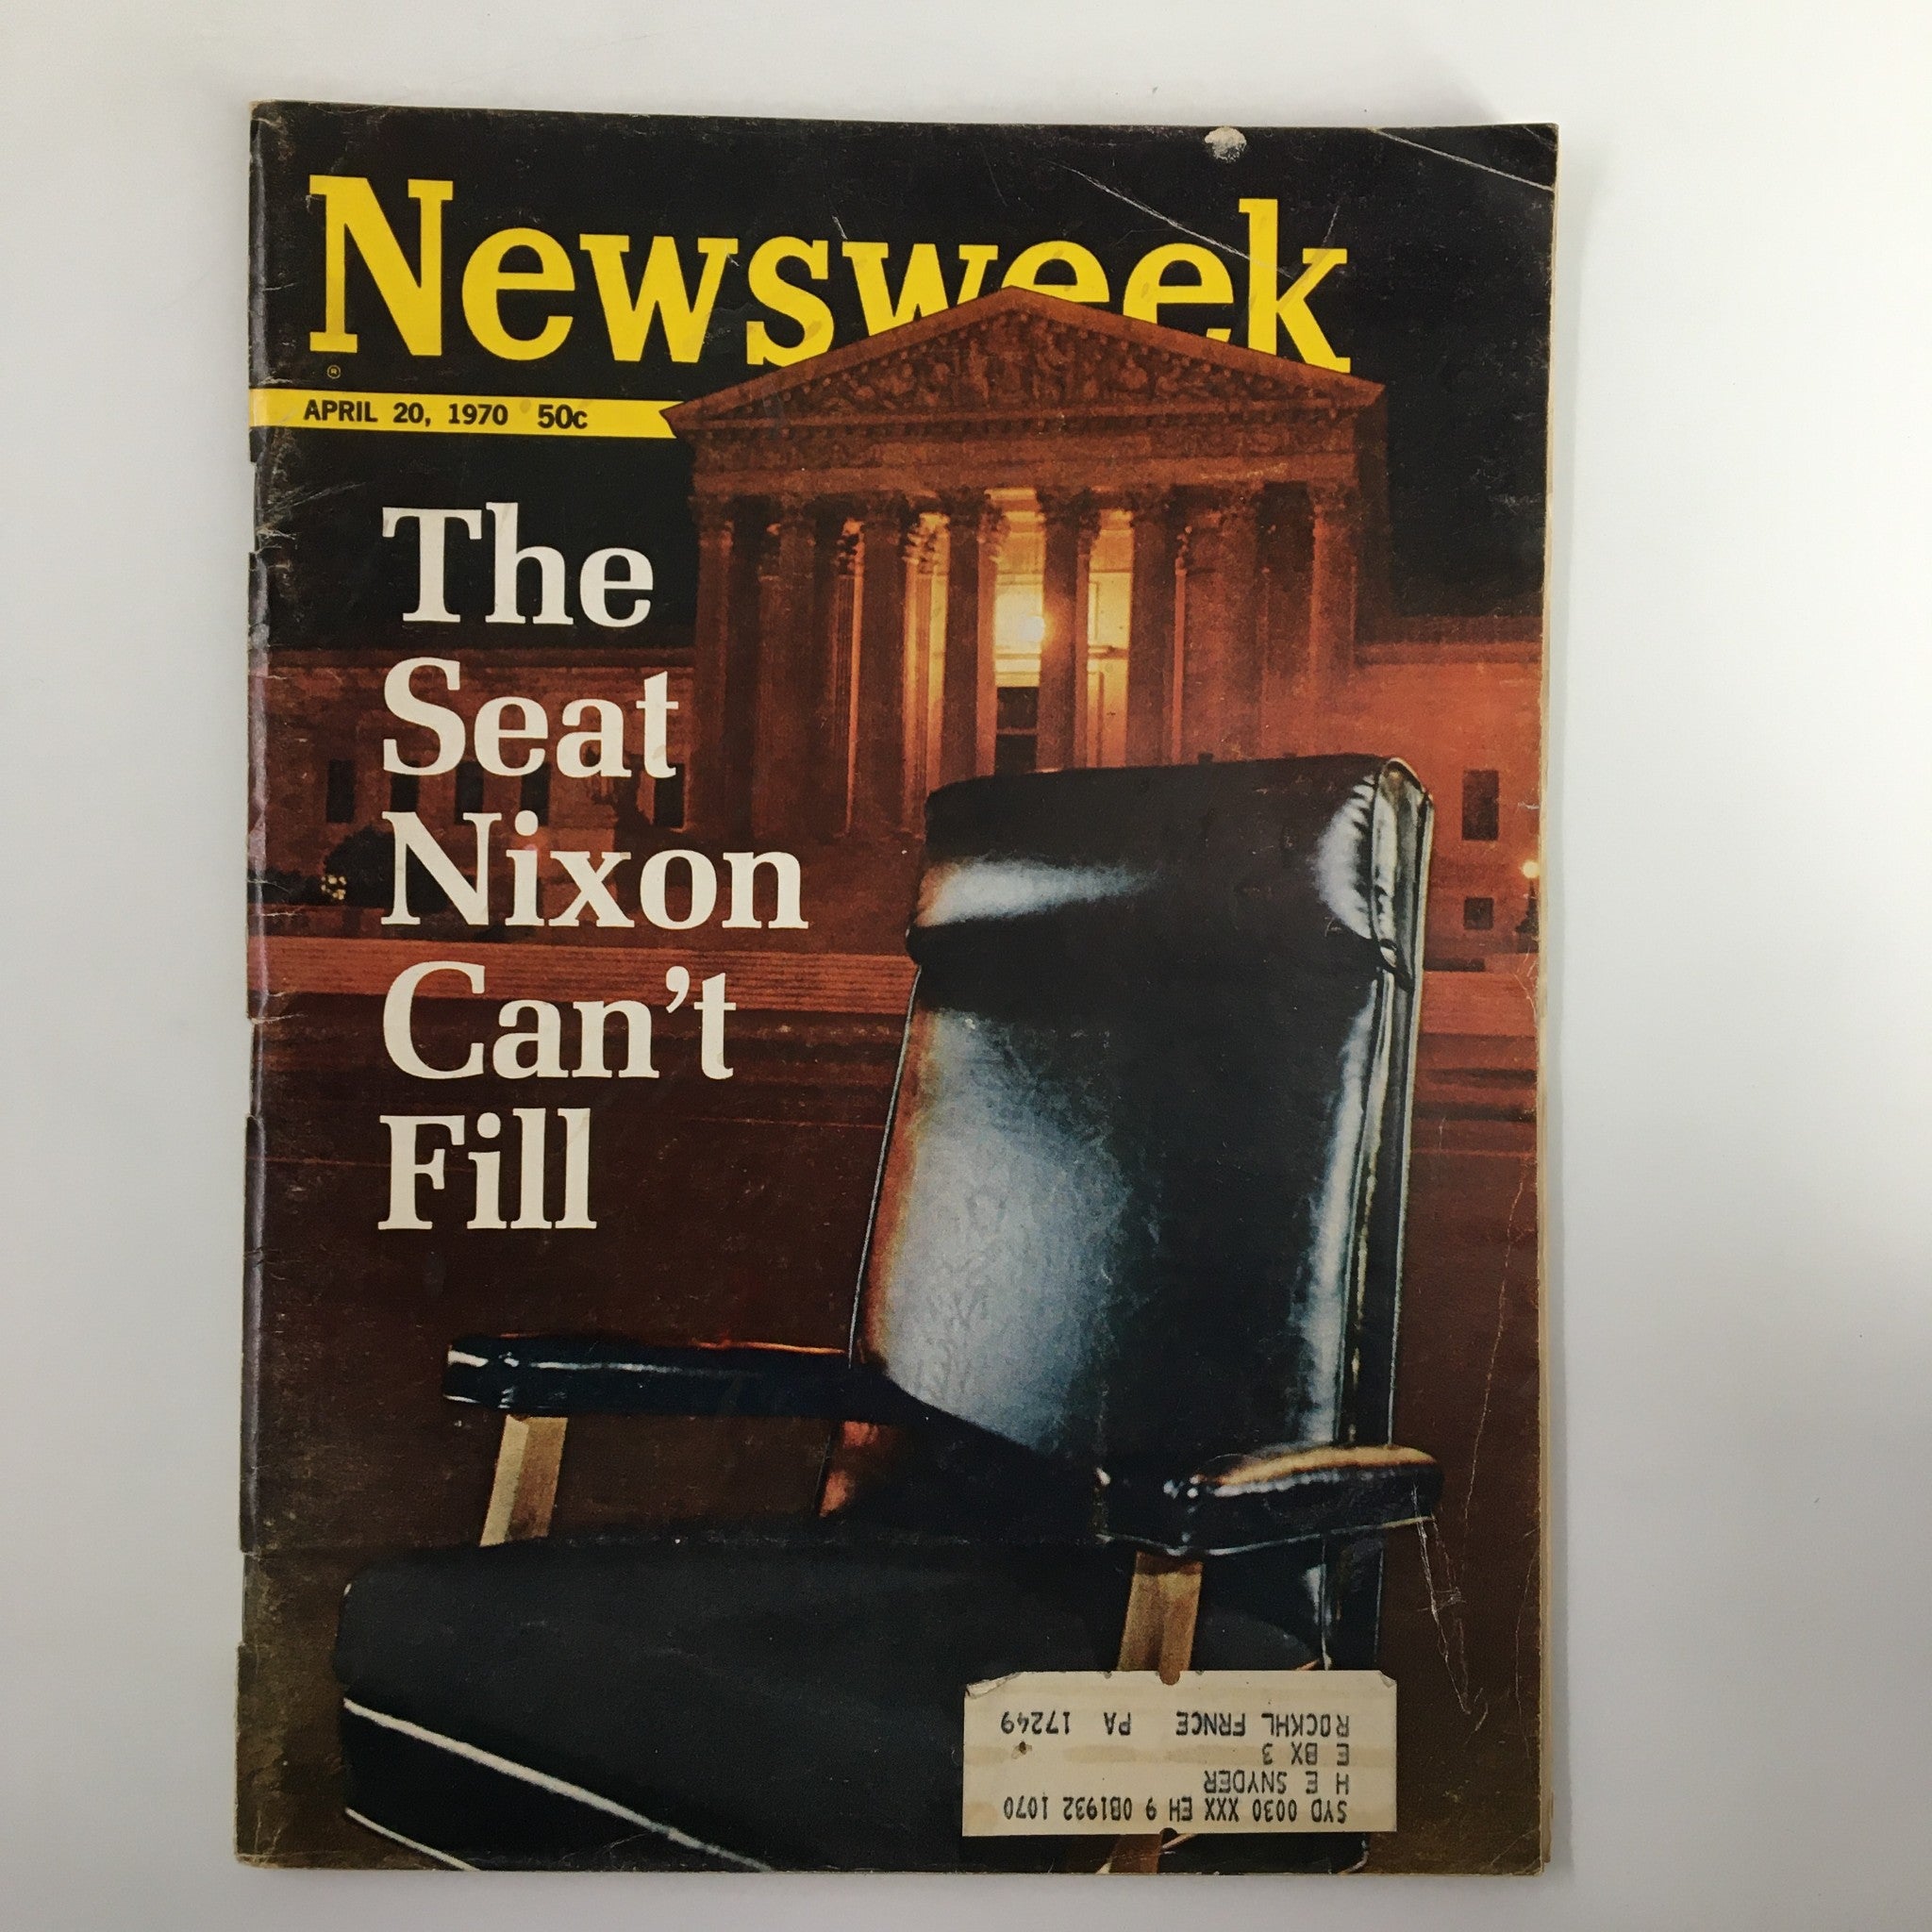 Newsweek
®
APRIL 20, 1970 50c
The
Seat
Nixon
Can't
Fill
SYD 0030 XXX EH 9 0B1932 1070
H E SNYDER
E BX 3
ROCKHL FRNCE PA 17249